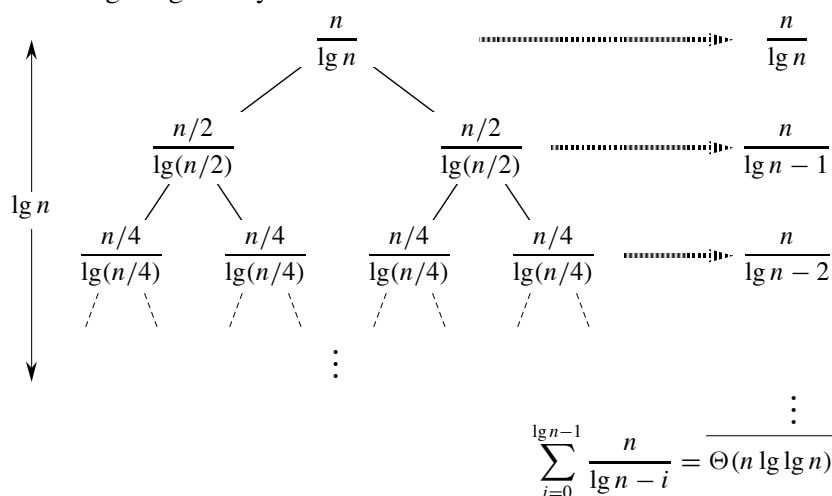 n/lg n n/lg n
n/2/lg(n/2) n/2/lg(n/2) n/lg n − 1
lg n
n/4/lg(n/4) n/4/lg(n/4) n/4/lg(n/4) n/4/lg(n/4) n/lg n − 2
⋮
⋮
lg n−1
∑ n/lg n − i = Θ(n lg lg n)
i=0